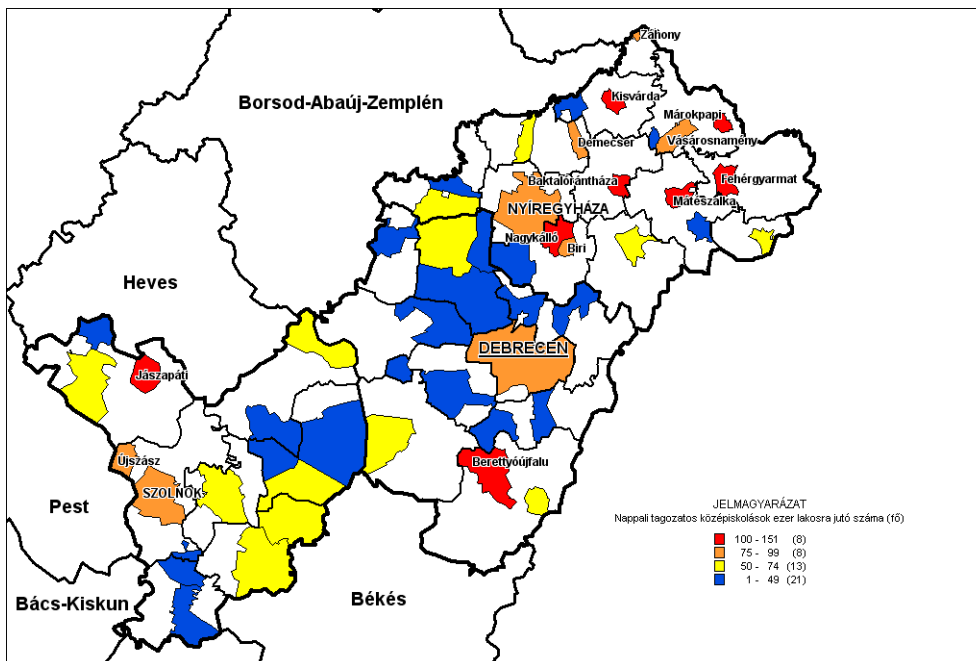 Záhony
Kisvárda
Borsod-Abaúj-Zemplén
Márokpapi
Vásárosnamény
Demecser
Baktalórántháza
Fehérgyarmat
Mátészalka
NYÍREGYHÁZA
Nagykálló
Biri
Heves
DEBRECEN
Jászapáti
Újszász
Berettyóújfalu
SZOLNOK
Pest
JELMAGYARÁZAT
Nappali tagozatos középiskolások ezer lakosra jutó száma (fő)
100 - 151 (8)
75 - 99 (8)
50 - 74 (13)
1 - 49 (21)
Bács-Kiskun
Békés